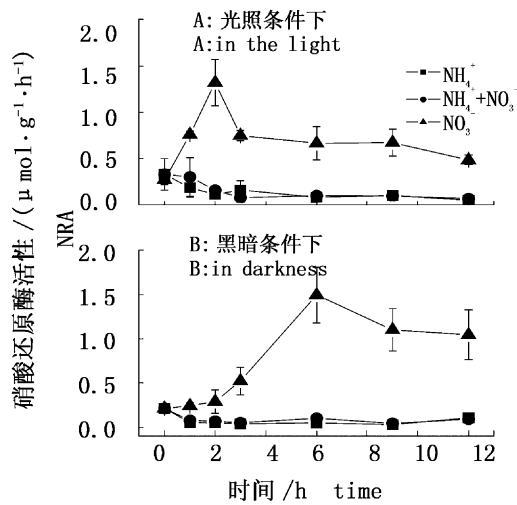 A: 光照条件下
A:in the light
NH₄⁺
NH₄⁺+NO₃⁻
NO₃⁻
2.0
1.5
1.0
0.5
0.0
硝酸还原酶活性/(μmol·g⁻¹·h⁻¹)
NRA
B: 黑暗条件下
B:in darkness
2.0
1.5
1.0
0.5
0.0
0 2 4 6 8 10 12
时间/h time